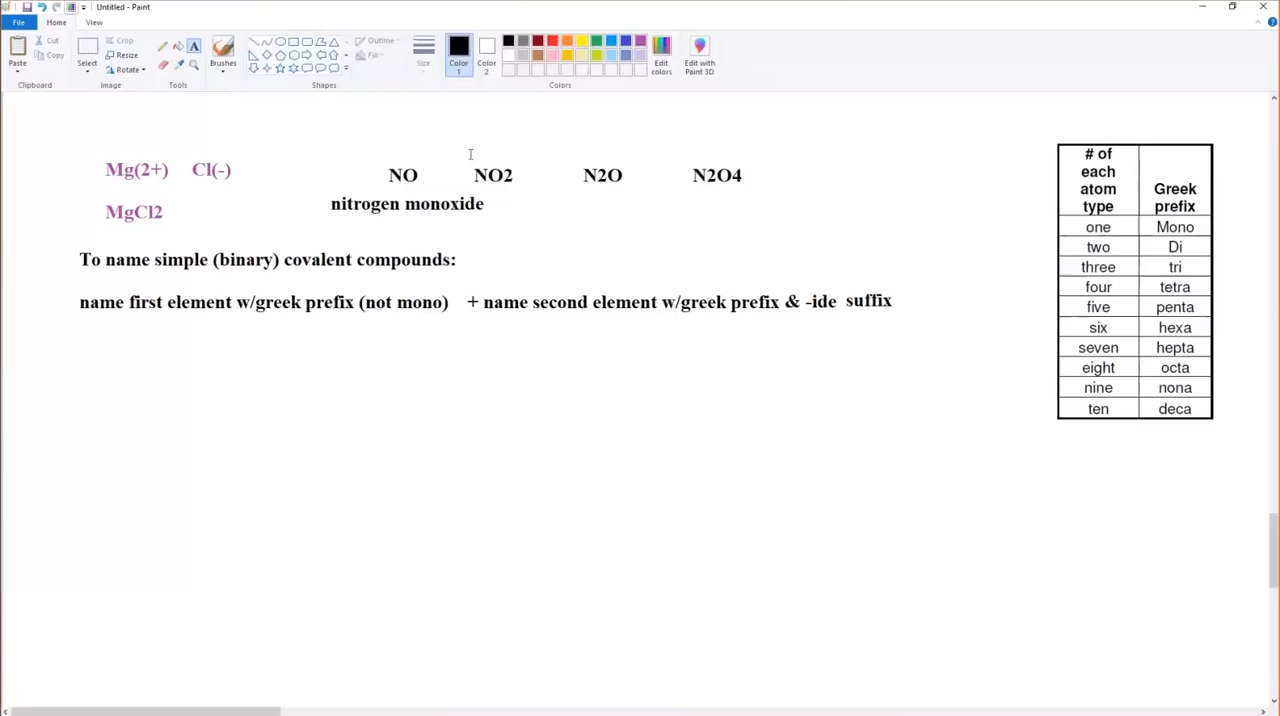 Untitled - Paint
File Home View
Paste
Cut
Copy
Clipboard
Select
Crop
Resize
Rotate
Image
A
Tools
Brushes
Outline
Fill
Shapes
Size
Color 1
Color 2
Edit colors
Edit with Paint 3D
Colors
Mg(2+) Cl(-)
MgCl2
NO NO2 N2O N2O4
nitrogen monoxide
To name simple (binary) covalent compounds:
name first element w/greek prefix (not mono) + name second element w/greek prefix & -ide suffix
# of each atom type Greek prefix
one Mono
two Di
three tri
four tetra
five penta
six hexa
seven hepta
eight octa
nine nona
ten deca